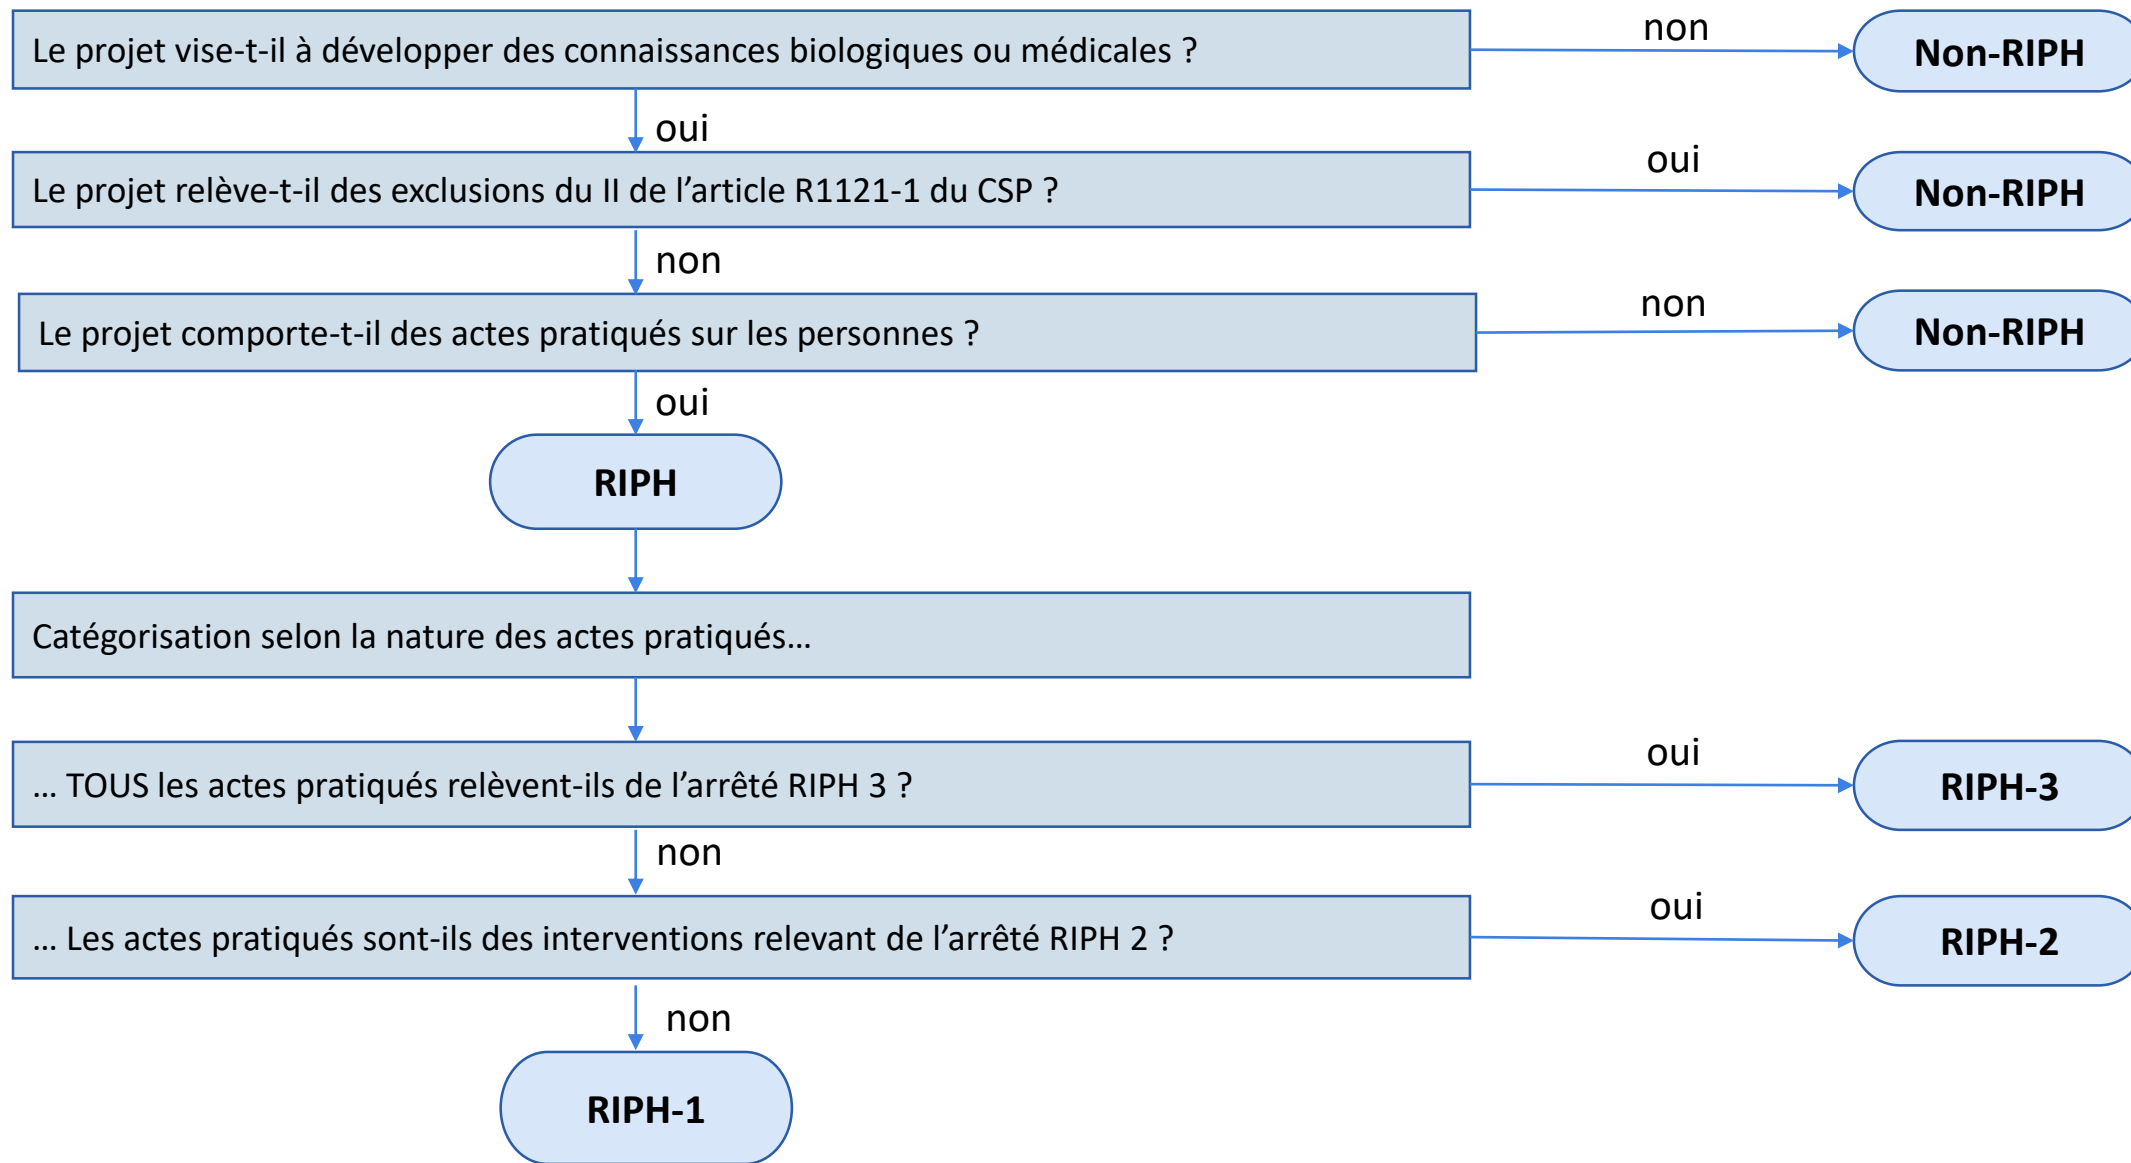 Le projet vise-t-il à développer des connaissances biologiques ou médicales ?
non
Non-RIPH
oui
Le projet relève-t-il des exclusions du II de l’article R1121-1 du CSP ?
oui
Non-RIPH
non
Le projet comporte-t-il des actes pratiqués sur les personnes ?
non
Non-RIPH
oui
RIPH
Catégorisation selon la nature des actes pratiqués…
… TOUS les actes pratiqués relèvent-ils de l’arrêté RIPH 3 ?
oui
RIPH-3
non
… Les actes pratiqués sont-ils des interventions relevant de l’arrêté RIPH 2 ?
oui
RIPH-2
non
RIPH-1